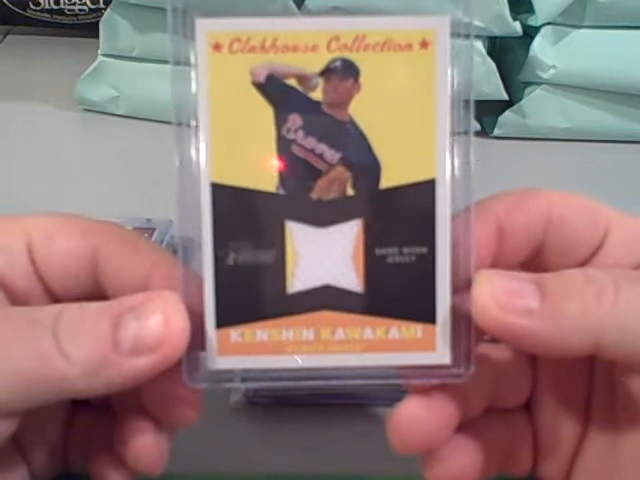 Slugger
★ Clubhouse Collection ★
Braves
GAME WORN
JERSEY
KENSHIN KAWAKAMI